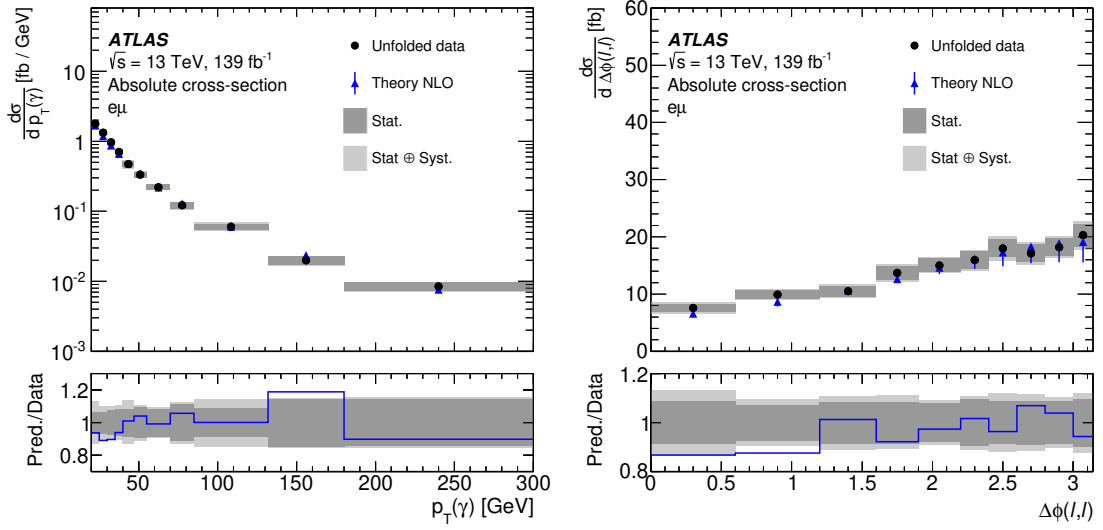 dσ / d p_T(γ) [fb / GeV]
ATLAS
√s = 13 TeV, 139 fb⁻¹
Absolute cross-section
eμ
Unfolded data
Theory NLO
Stat.
Stat ⊕ Syst.
10
1
10⁻¹
10⁻²
10⁻³
Pred./Data
1.2
1
0.8
50 100 150 200 250 300
p_T(γ) [GeV]
dσ / d Δϕ(l,l) [fb]
ATLAS
√s = 13 TeV, 139 fb⁻¹
Absolute cross-section
eμ
Unfolded data
Theory NLO
Stat.
Stat ⊕ Syst.
60
50
40
30
20
10
0
Pred./Data
1.2
1
0.8
0 0.5 1 1.5 2 2.5 3
Δϕ(l,l)